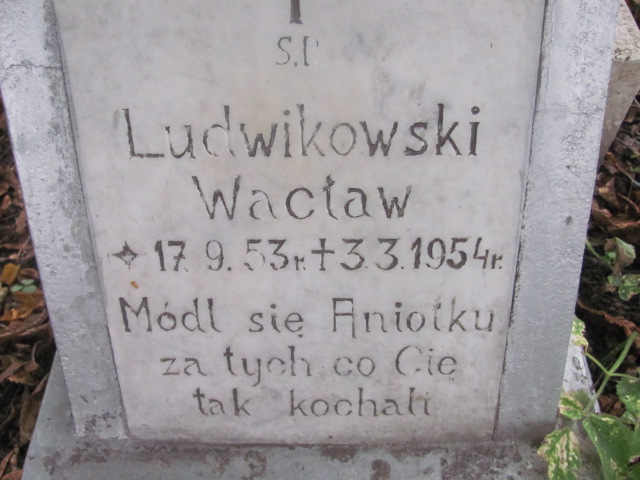 Ś.P.
Ludwikowski
Wacław
17.9.53r. † 3.3.1954r.
Módl się Aniołku
za tych co Cię
tak kochali